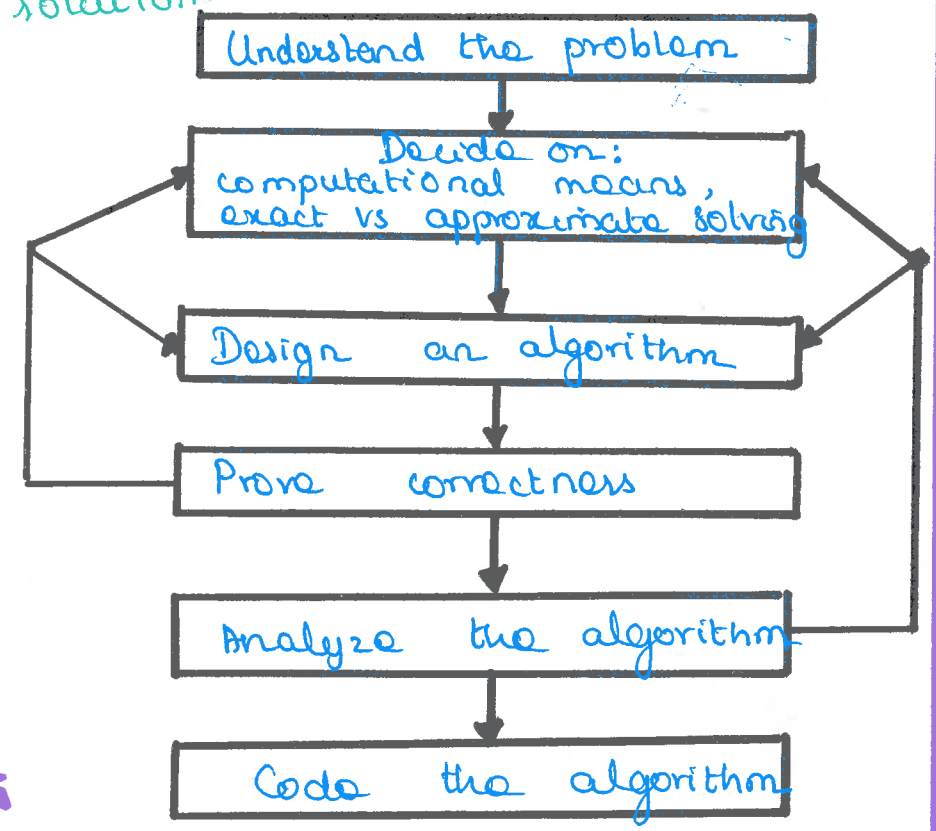 solution
Understand the problem
Decide on:
computational means,
exact vs approximate solving
Design an algorithm
Prove correctness
Analyze the algorithm
Code the algorithm